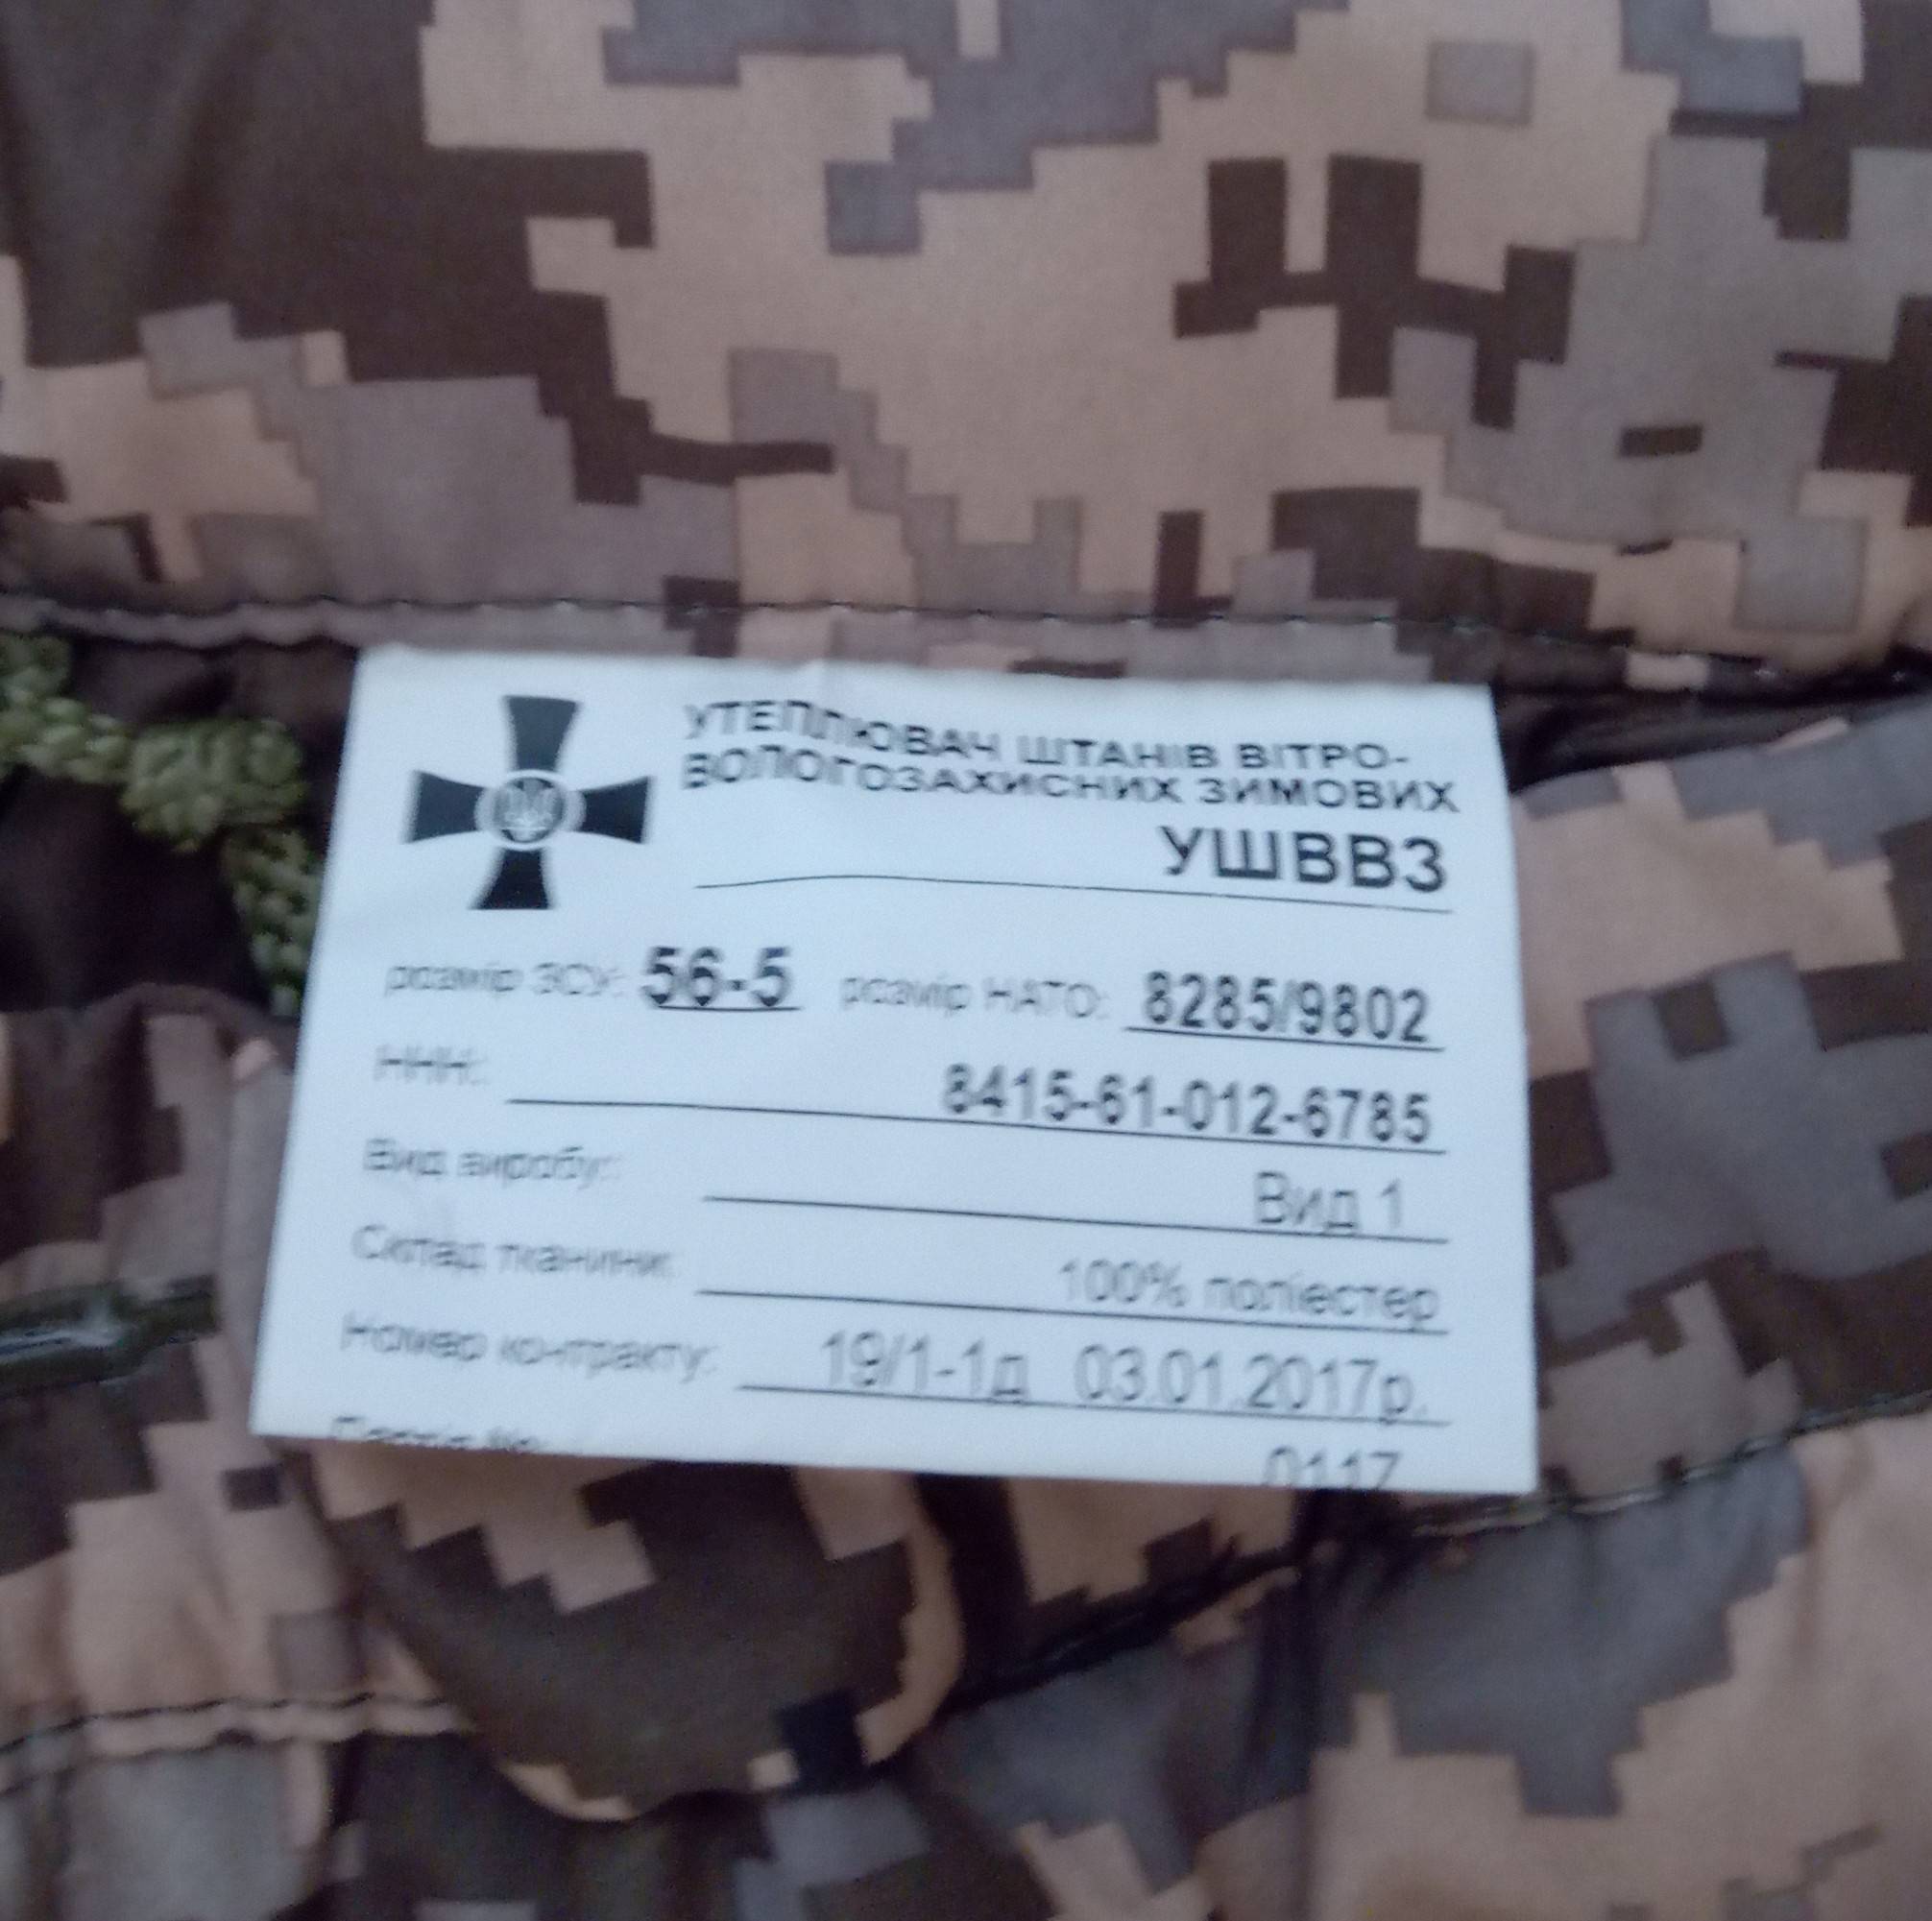 УТЕПЛЮВАЧ ШТАНІВ ВІТРО-
ВОЛОГОЗАХИСНИХ ЗИМОВИХ
УШВВЗ
розмір ЗСУ: 56-5 розмір НАТО: 8285/9802
ННН: 8415-61-012-6785
Вид виробу: Вид 1
Склад тканини: 100% поліестер
Номер контракту: 19/1-1д 03.01.2017р.
0117